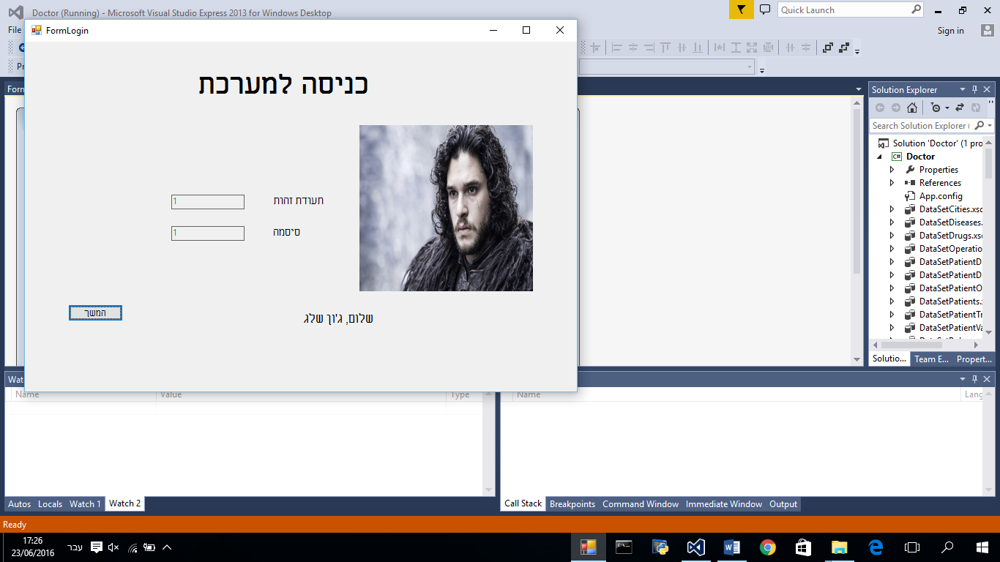 Doctor (Running) - Microsoft Visual Studio Express 2013 for Windows Desktop
Quick Launch
File
Sign in
FormLogin
כניסה למערכת
תעודת זהות
1
סיסמה
1
המשך
שלום, ג'ון שלג
Solution Explorer
Search Solution Explorer (
Solution 'Doctor' (1 pro
C# Doctor
Properties
References
App.config
DataSetCities.xsd
DataSetDiseases.
DataSetDrugs.xsd
DataSetOperatio
DataSetPatientD
DataSetPatientD
DataSetPatientO
DataSetPatients.
DataSetPatientTr
DataSetPatientVa
Solutio... Team E... Propert...
Form
Wat
Name Value Type
Name Lang
Autos Locals Watch 1 Watch 2
Call Stack Breakpoints Command Window Immediate Window Output
Ready
17:26
23/06/2016
עבר